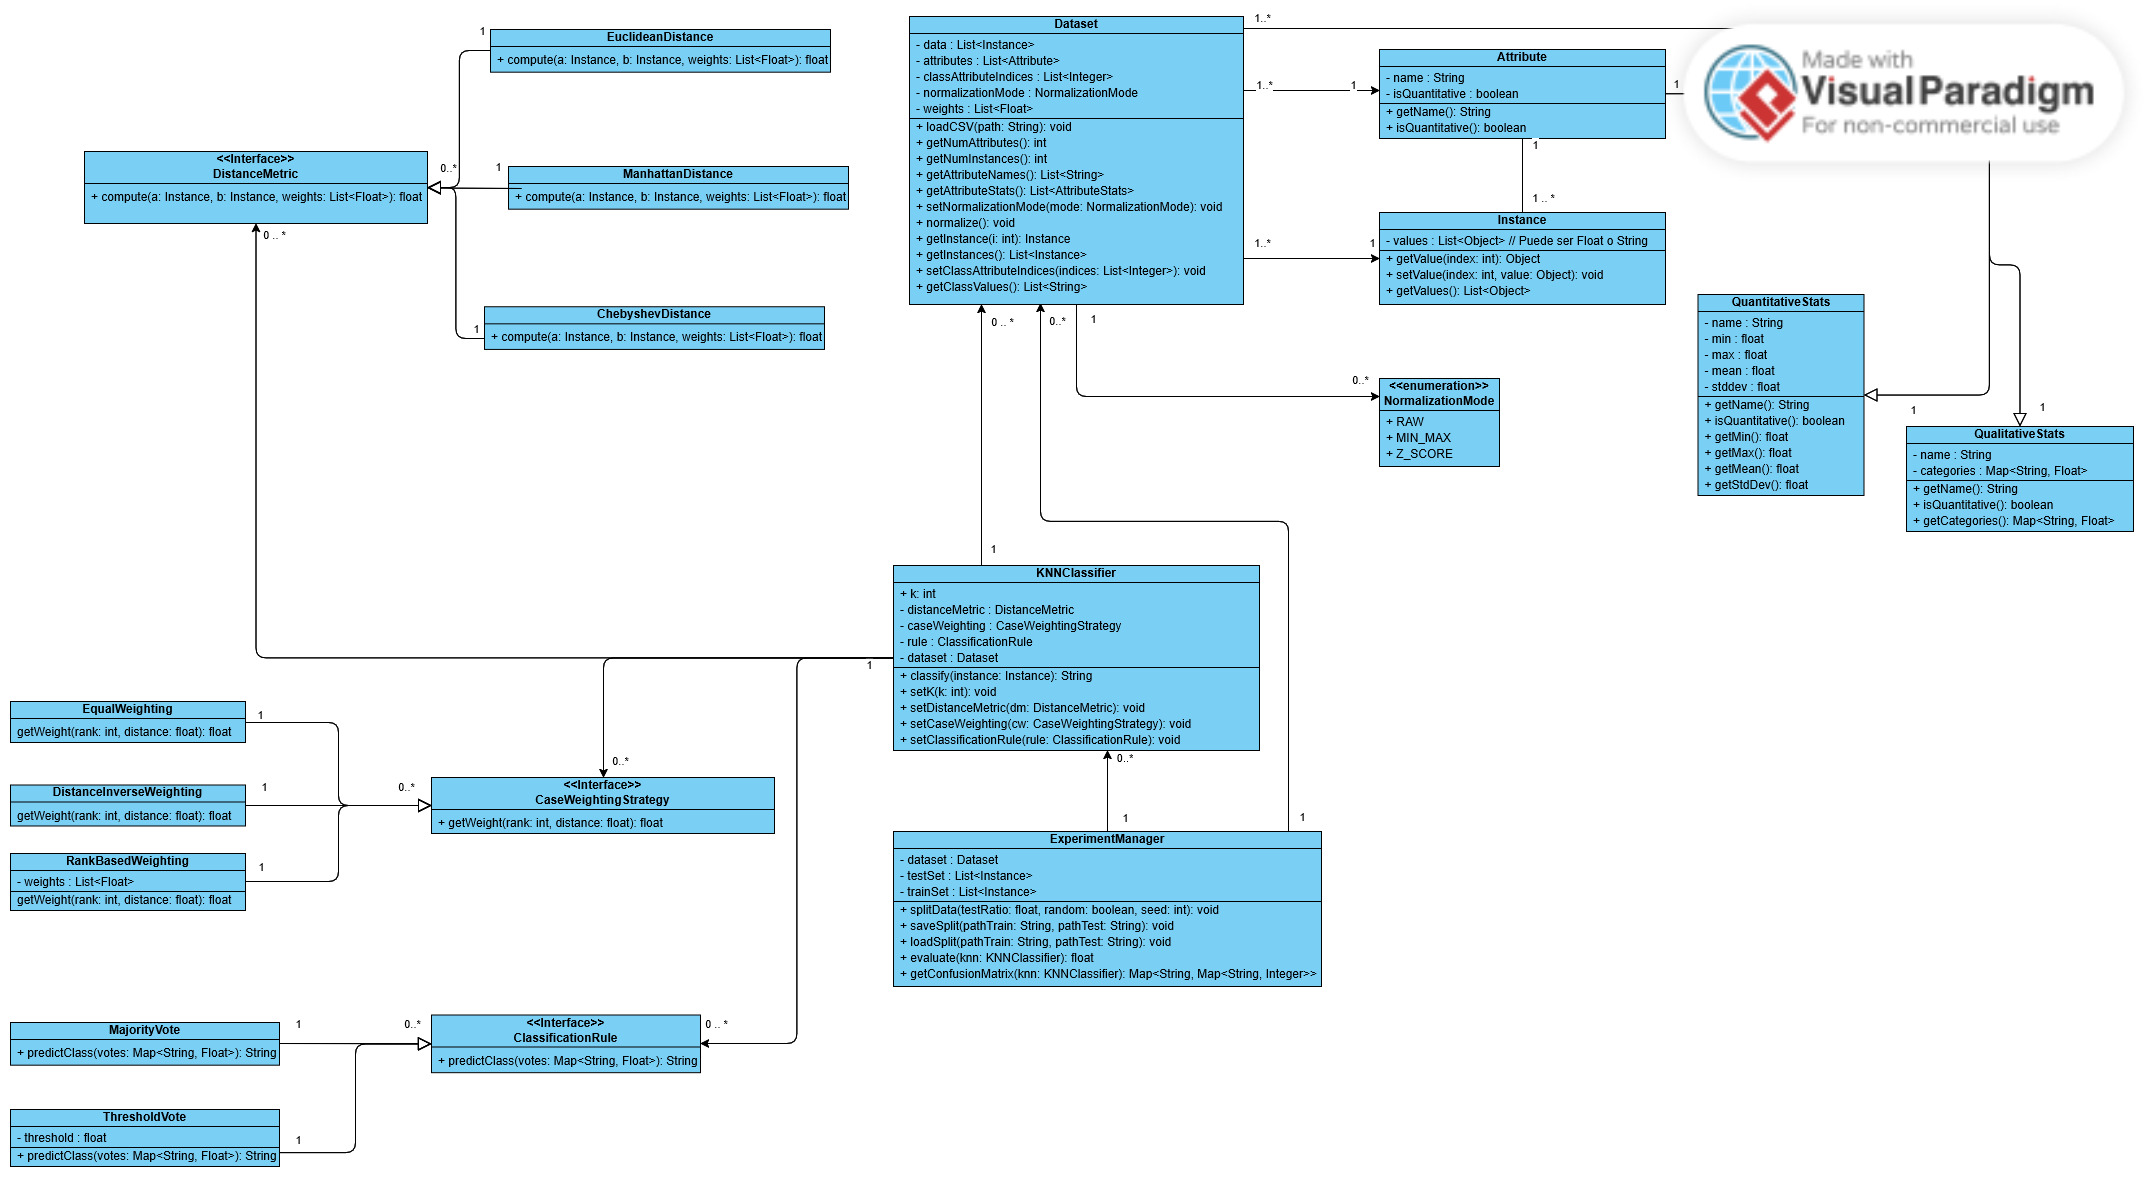 1
EuclideanDistance
+ compute(a: Instance, b: Instance, weights: List<Float>): float
0..*
1
ManhattanDistance
+ compute(a: Instance, b: Instance, weights: List<Float>): float
<<Interface>>
DistanceMetric
+ compute(a: Instance, b: Instance, weights: List<Float>): float
0 .. *
1
ChebyshevDistance
+ compute(a: Instance, b: Instance, weights: List<Float>): float
Dataset
- data : List<Instance>
- attributes : List<Attribute>
- classAttributeIndices : List<Integer>
- normalizationMode : NormalizationMode
- weights : List<Float>
+ loadCSV(path: String): void
+ getNumAttributes(): int
+ getNumInstances(): int
+ getAttributeNames(): List<String>
+ getAttributeStats(): List<AttributeStats>
+ setNormalizationMode(mode: NormalizationMode): void
+ normalize(): void
+ getInstance(i: int): Instance
+ getInstances(): List<Instance>
+ setClassAttributeIndices(indices: List<Integer>): void
+ getClassValues(): List<String>
1..*
1..*
1
1..*
1
Attribute
- name : String
- isQuantitative : boolean
+ getName(): String
+ isQuantitative(): boolean
1
1
1 .. *
Made with
Visual Paradigm
For non-commercial use
Instance
- values : List<Object> // Puede ser Float o String
+ getValue(index: int): Object
+ setValue(index: int, value: Object): void
+ getValues(): List<Object>
0 .. *
0..*
1
0..*
<<enumeration>>
NormalizationMode
+ RAW
+ MIN_MAX
+ Z_SCORE
QuantitativeStats
- name : String
- min : float
- max : float
- mean : float
- stddev : float
+ getName(): String
+ isQuantitative(): boolean
+ getMin(): float
+ getMax(): float
+ getMean(): float
+ getStdDev(): float
1
1
QualitativeStats
- name : String
- categories : Map<String, Float>
+ getName(): String
+ isQuantitative(): boolean
+ getCategories(): Map<String, Float>
1
KNNClassifier
+ k: int
- distanceMetric : DistanceMetric
- caseWeighting : CaseWeightingStrategy
- rule : ClassificationRule
- dataset : Dataset
+ classify(instance: Instance): String
+ setK(k: int): void
+ setDistanceMetric(dm: DistanceMetric): void
+ setCaseWeighting(cw: CaseWeightingStrategy): void
+ setClassificationRule(rule: ClassificationRule): void
1
0..*
1
1
ExperimentManager
- dataset : Dataset
- testSet : List<Instance>
- trainSet : List<Instance>
+ splitData(testRatio: float, random: boolean, seed: int): void
+ saveSplit(pathTrain: String, pathTest: String): void
+ loadSplit(pathTrain: String, pathTest: String): void
+ evaluate(knn: KNNClassifier): float
+ getConfusionMatrix(knn: KNNClassifier): Map<String, Map<String, Integer>>
EqualWeighting
getWeight(rank: int, distance: float): float
1
DistanceInverseWeighting
getWeight(rank: int, distance: float): float
1
RankBasedWeighting
- weights : List<Float>
getWeight(rank: int, distance: float): float
1
0..*
0..*
<<Interface>>
CaseWeightingStrategy
+ getWeight(rank: int, distance: float): float
MajorityVote
+ predictClass(votes: Map<String, Float>): String
1
0..*
<<Interface>>
ClassificationRule
+ predictClass(votes: Map<String, Float>): String
0 .. *
ThresholdVote
- threshold : float
+ predictClass(votes: Map<String, Float>): String
1